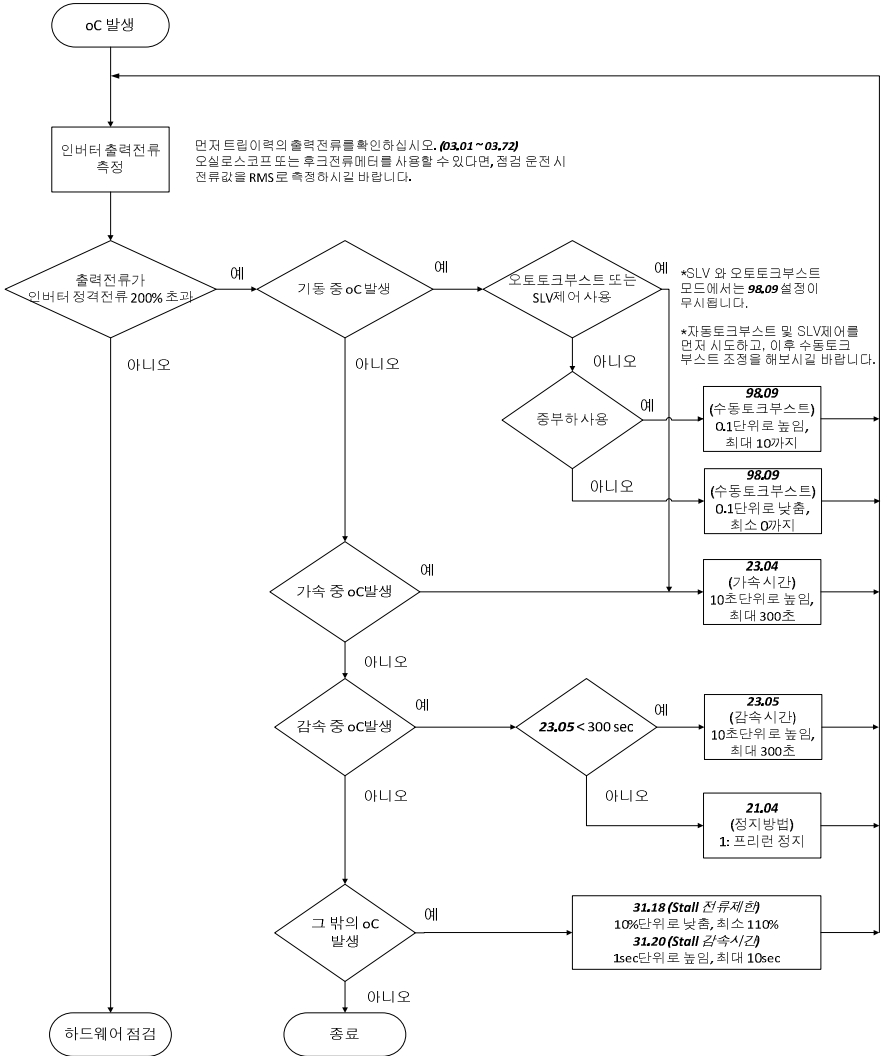 oC 발생
인버터 출력전류
측정
먼저 트립이력의 출력전류를 확인하십시오. (03.01 ~ 03.72)
오실로스코프 또는 후크전류메터를 사용할 수 있다면, 점검 운전 시
전류값을 RMS로 측정하시길 바랍니다.
출력전류가
인버터 정격전류 200% 초과
예
아니오
기동 중 oC 발생
예
아니오
오토토크부스트 또는
SLV제어 사용
예
아니오
*SLV 와 오토토크부스트
모드에서는 98.09 설정이
무시됩니다.
*자동토크부스트 및 SLV제어를
먼저 시도하고, 이후 수동토크
부스트 조정을 해보시길 바랍니다.
중부하 사용
예
아니오
98.09
(수동토크부스트)
0.1단위로 높임,
최대 10까지
98.09
(수동토크부스트)
0.1단위로 낮춤,
최소 0까지
가속 중 oC발생
예
아니오
23.04
(가속 시간)
10초단위로 높임,
최대 300초
감속 중 oC발생
예
아니오
23.05 < 300 sec
예
아니오
23.05
(감속 시간)
10초단위로 높임,
최대 300초
21.04
(정지방법)
1: 프리런 정지
그 밖의 oC
발생
예
아니오
31.18 (Stall 전류제한)
10%단위로 낮춤, 최소 110%
31.20 (Stall 감속시간)
1sec단위로 높임, 최대 10sec
하드웨어 점검
종료